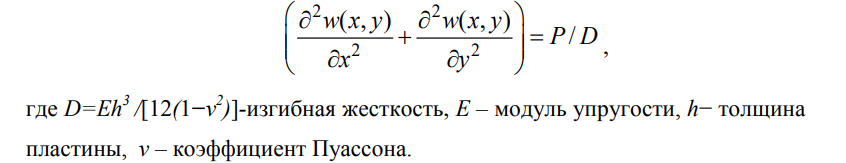 (∂²w(x, y)/∂x² + ∂²w(x, y)/∂y²) = P / D ,
где D=Eh³ /[12(1−ν²)]-изгибная жесткость, E – модуль упругости, h− толщина
пластины, ν – коэффициент Пуассона.